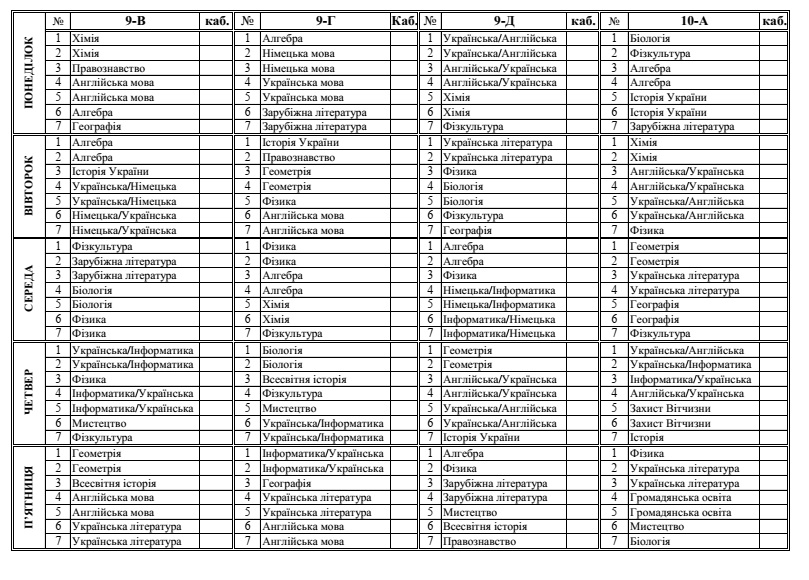 № 9-В каб. № 9-Г Каб. № 9-Д каб. № 10-А каб.
ПОНЕДІЛОК
1 Хімія 1 Алгебра 1 Українська/Англійська 1 Біологія
2 Хімія 2 Німецька мова 2 Українська/Англійська 2 Фізкультура
3 Правознавство 3 Німецька мова 3 Англійська/Українська 3 Алгебра
4 Англійська мова 4 Українська мова 4 Англійська/Українська 4 Алгебра
5 Англійська мова 5 Українська мова 5 Хімія 5 Історія України
6 Алгебра 6 Зарубіжна література 6 Хімія 6 Історія України
7 Географія 7 Зарубіжна література 7 Фізкультура 7 Зарубіжна література
ВІВТОРОК
1 Алгебра 1 Історія України 1 Українська література 1 Хімія
2 Алгебра 2 Правознавство 2 Українська література 2 Хімія
3 Історія України 3 Геометрія 3 Фізика 3 Англійська/Українська
4 Українська/Німецька 4 Геометрія 4 Біологія 4 Англійська/Українська
5 Українська/Німецька 5 Фізика 5 Біологія 5 Українська/Англійська
6 Німецька/Українська 6 Англійська мова 6 Фізкультура 6 Українська/Англійська
7 Німецька/Українська 7 Англійська мова 7 Географія 7 Фізика
СЕРЕДА
1 Фізкультура 1 Фізика 1 Алгебра 1 Геометрія
2 Зарубіжна література 2 Фізика 2 Алгебра 2 Геометрія
3 Зарубіжна література 3 Алгебра 3 Фізика 3 Українська література
4 Біологія 4 Алгебра 4 Німецька/Інформатика 4 Українська література
5 Біологія 5 Хімія 5 Німецька/Інформатика 5 Географія
6 Фізика 6 Хімія 6 Інформатика/Німецька 6 Географія
7 Фізика 7 Фізкультура 7 Інформатика/Німецька 7 Фізкультура
ЧЕТВЕР
1 Українська/Інформатика 1 Біологія 1 Геометрія 1 Українська/Англійська
2 Українська/Інформатика 2 Біологія 2 Геометрія 2 Українська/Інформатика
3 Фізика 3 Всесвітня історія 3 Англійська/Українська 3 Інформатика/Українська
4 Інформатика/Українська 4 Фізкультура 4 Англійська/Українська 4 Англійська/Українська
5 Інформатика/Українська 5 Мистецтво 5 Українська/Англійська 5 Захист Вітчизни
6 Мистецтво 6 Українська/Інформатика 6 Українська/Англійська 6 Захист Вітчизни
7 Фізкультура 7 Українська/Інформатика 7 Історія України 7 Історія
П'ЯТНИЦЯ
1 Геометрія 1 Інформатика/Українська 1 Алгебра 1 Фізика
2 Геометрія 2 Інформатика/Українська 2 Фізика 2 Українська література
3 Всесвітня історія 3 Географія 3 Зарубіжна література 3 Українська література
4 Англійська мова 4 Українська література 4 Зарубіжна література 4 Громадянська освіта
5 Англійська мова 5 Українська література 5 Мистецтво 5 Громадянська освіта
6 Українська література 6 Англійська мова 6 Всесвітня історія 6 Мистецтво
7 Українська література 7 Англійська мова 7 Правознавство 7 Біологія